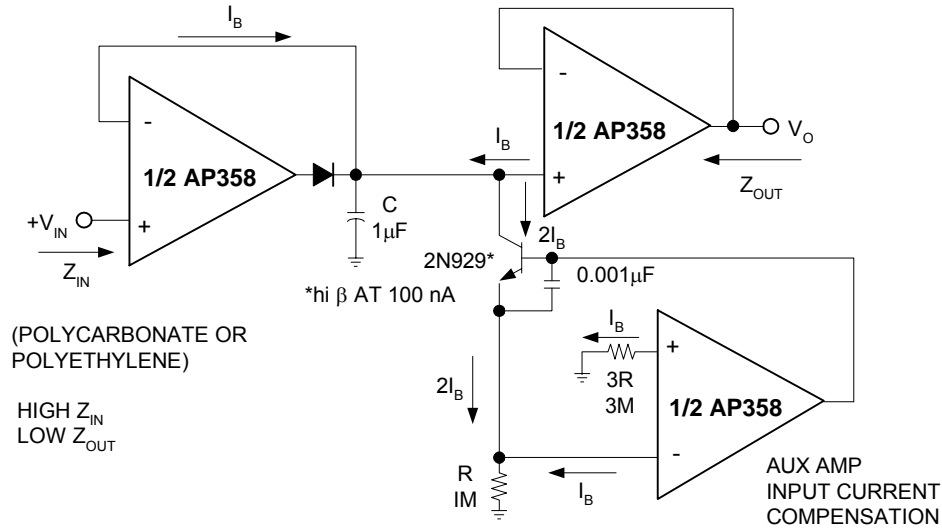 I_B
-
1/2 AP358
+
+V_IN
Z_IN
C
1μF
I_B
-
1/2 AP358
+
V_O
Z_OUT
2I_B
2N929*
*hi β AT 100 nA
0.001μF
(POLYCARBONATE OR
POLYETHYLENE)
HIGH Z_IN
LOW Z_OUT
2I_B
I_B
3R
3M
+
1/2 AP358
-
R
IM
I_B
AUX AMP
INPUT CURRENT
COMPENSATION